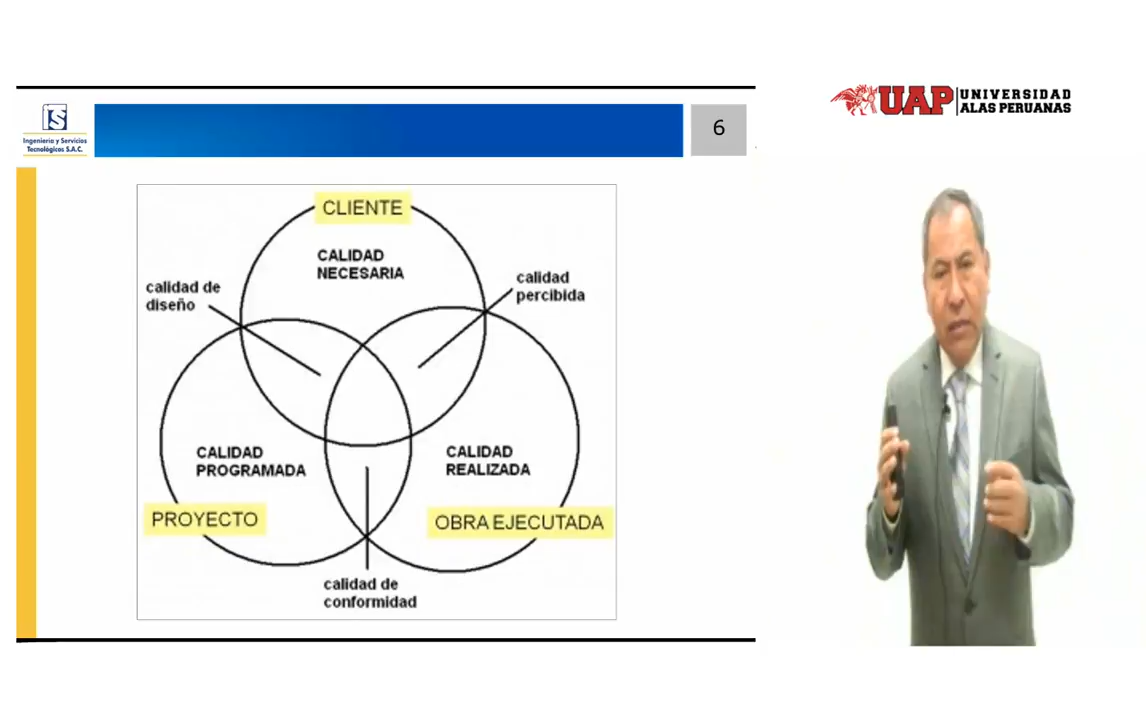 UAP
UNIVERSIDAD
ALAS PERUANAS
iS
Ingeniería y Servicios
Tecnológicos S.A.C.
6
CLIENTE
CALIDAD
NECESARIA
calidad de
diseño
calidad
percibida
CALIDAD
PROGRAMADA
CALIDAD
REALIZADA
PROYECTO
OBRA EJECUTADA
calidad de
conformidad